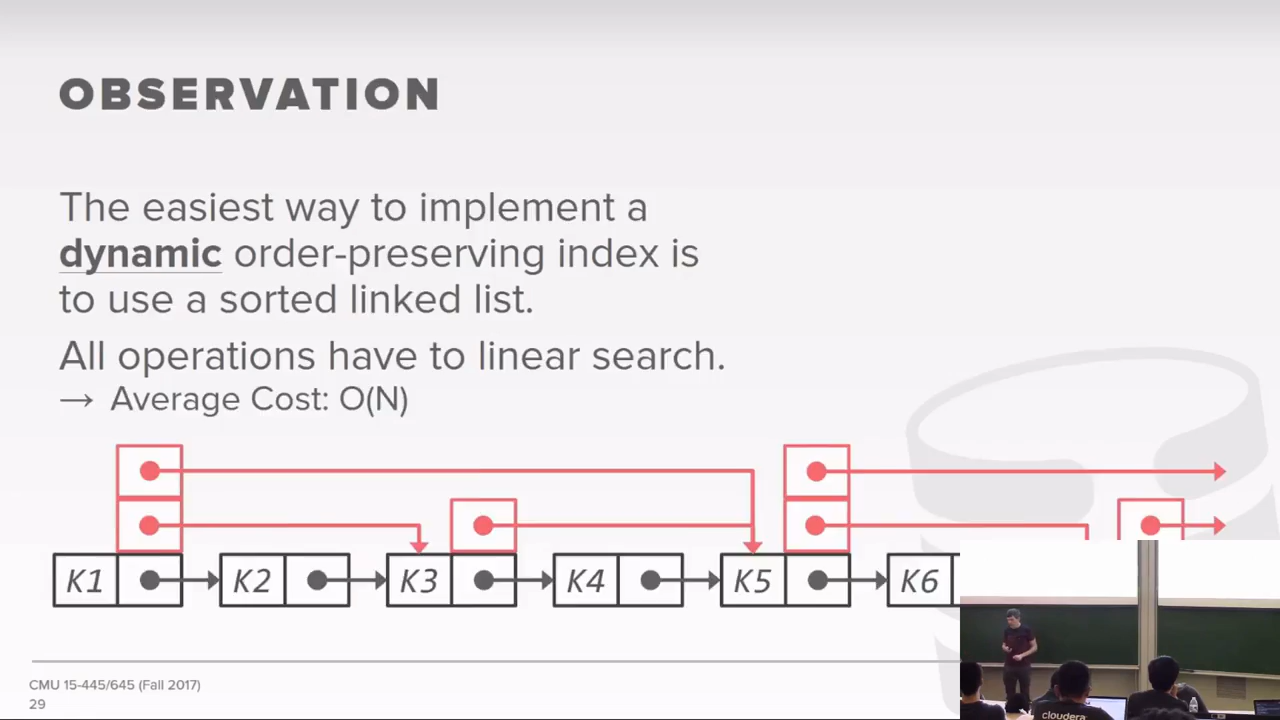 OBSERVATION
The easiest way to implement a
dynamic order-preserving index is
to use a sorted linked list.
All operations have to linear search.
→ Average Cost: O(N)
K1 K2 K3 K4 K5 K6
CMU 15-445/645 (Fall 2017)
29
cloudera